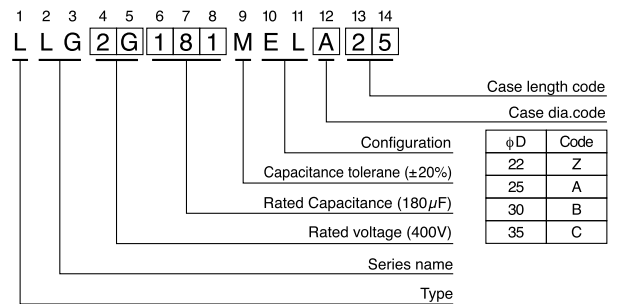 1 2 3 4 5 6 7 8 9 10 11 12 13 14
L L G 2 G 1 8 1 M E L A 2 5
Case length code
Case dia.code
Configuration
Capacitance tolerane (±20%)
Rated Capacitance (180µF)
Rated voltage (400V)
Series name
Type
ϕD Code
22 Z
25 A
30 B
35 C